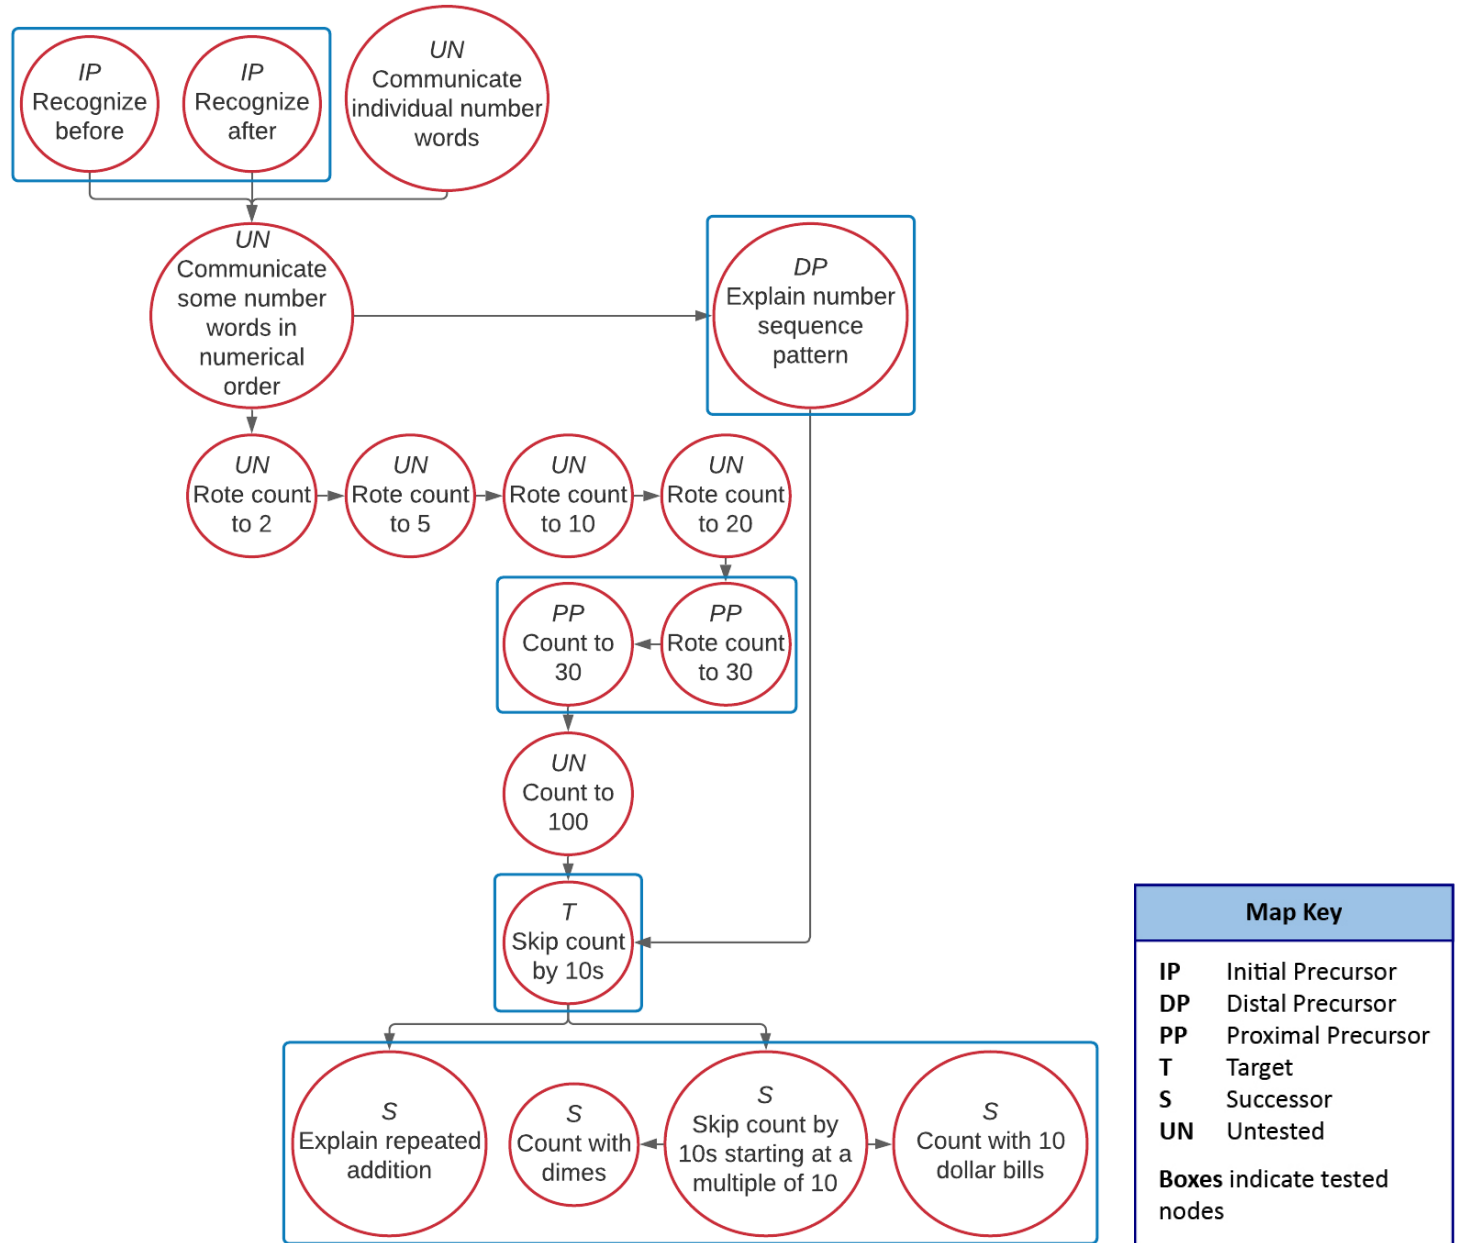 IP
Recognize
before
IP
Recognize
after
UN
Communicate
individual number
words
UN
Communicate
some number
words in
numerical
order
DP
Explain number
sequence
pattern
UN
Rote count
to 2
UN
Rote count
to 5
UN
Rote count
to 10
UN
Rote count
to 20
PP
Count to
30
PP
Rote count
to 30
UN
Count to
100
T
Skip count
by 10s
S
Explain repeated
addition
S
Count with
dimes
S
Skip count by
10s starting at a
multiple of 10
S
Count with 10
dollar bills
Map Key
IP Initial Precursor
DP Distal Precursor
PP Proximal Precursor
T Target
S Successor
UN Untested
Boxes indicate tested
nodes